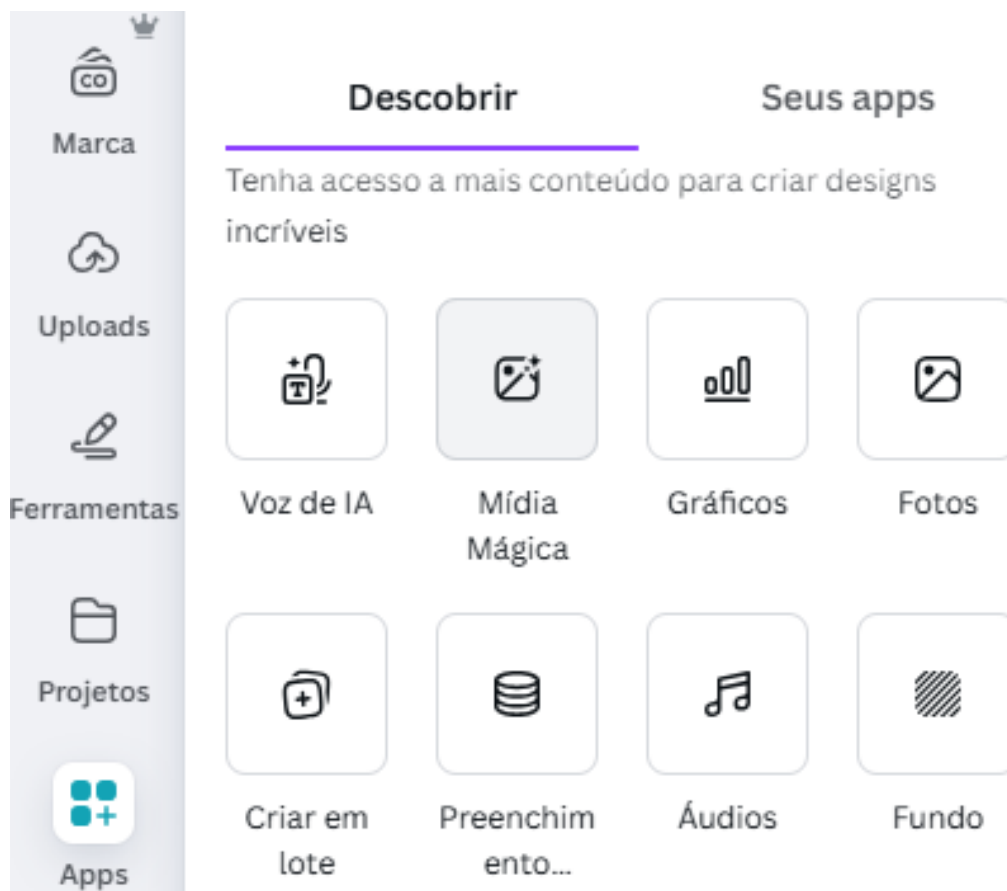 CO
Marca
Uploads
Ferramentas
Projetos
Apps
Descobrir
Seus apps
Tenha acesso a mais conteúdo para criar designs
incríveis
Voz de IA
Mídia
Mágica
Gráficos
Fotos
Criar em
lote
Preenchim
ento...
Áudios
Fundo